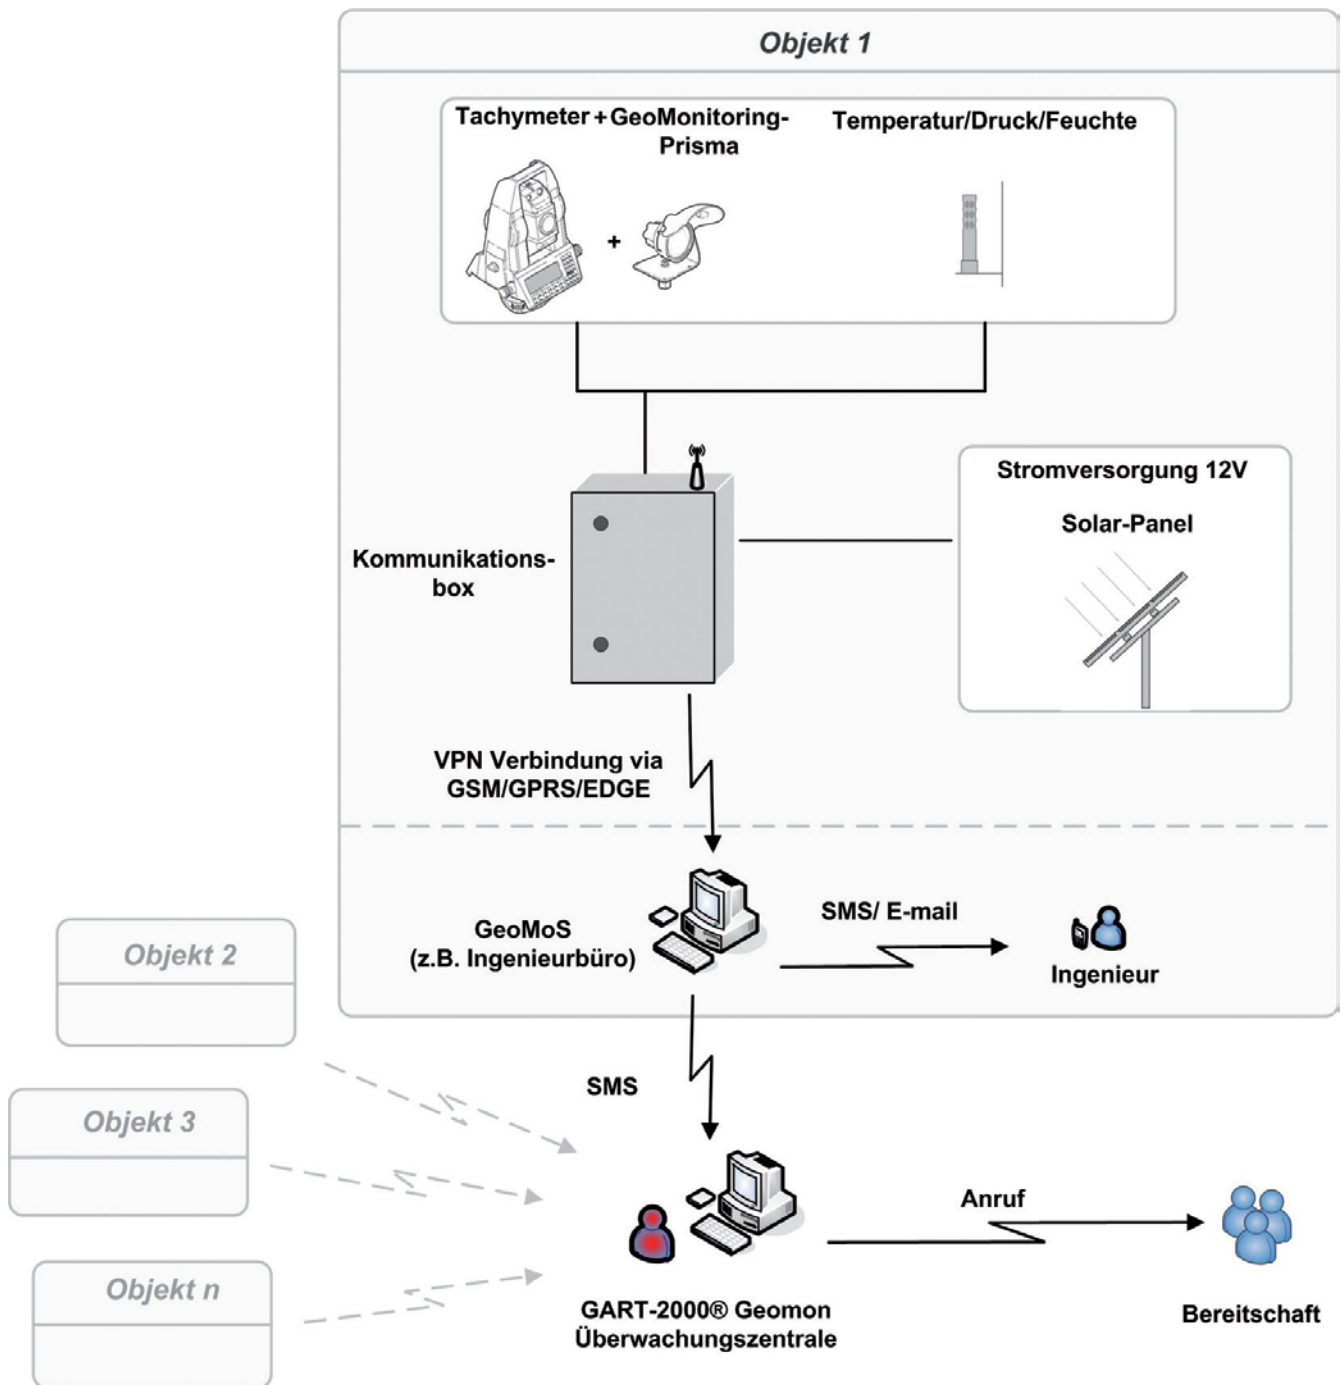 Objekt 1
Tachymeter + GeoMonitoring-
Prisma
Temperatur/Druck/Feuchte
+
Stromversorgung 12V
Solar-Panel
Kommunikations-
box
VPN Verbindung via
GSM/GPRS/EDGE
GeoMoS
(z.B. Ingenieurbüro)
SMS/ E-mail
Ingenieur
Objekt 2
SMS
Objekt 3
Anruf
Objekt n
GART-2000® Geomon
Überwachungszentrale
Bereitschaft